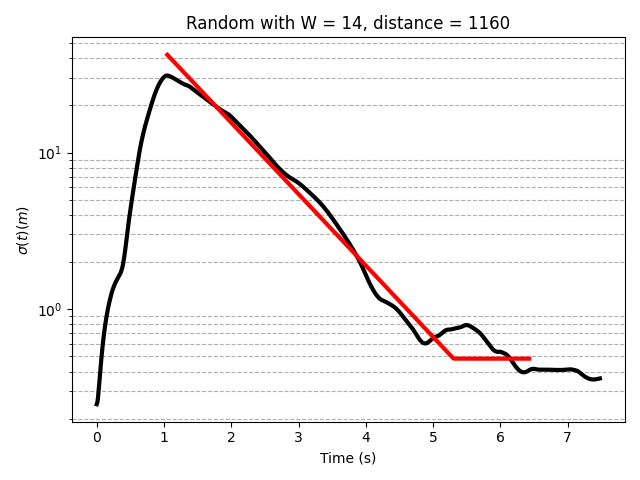 Random with W = 14, distance = 1160
σ(t)(m)
10¹
10⁰
0 1 2 3 4 5 6 7
Time (s)